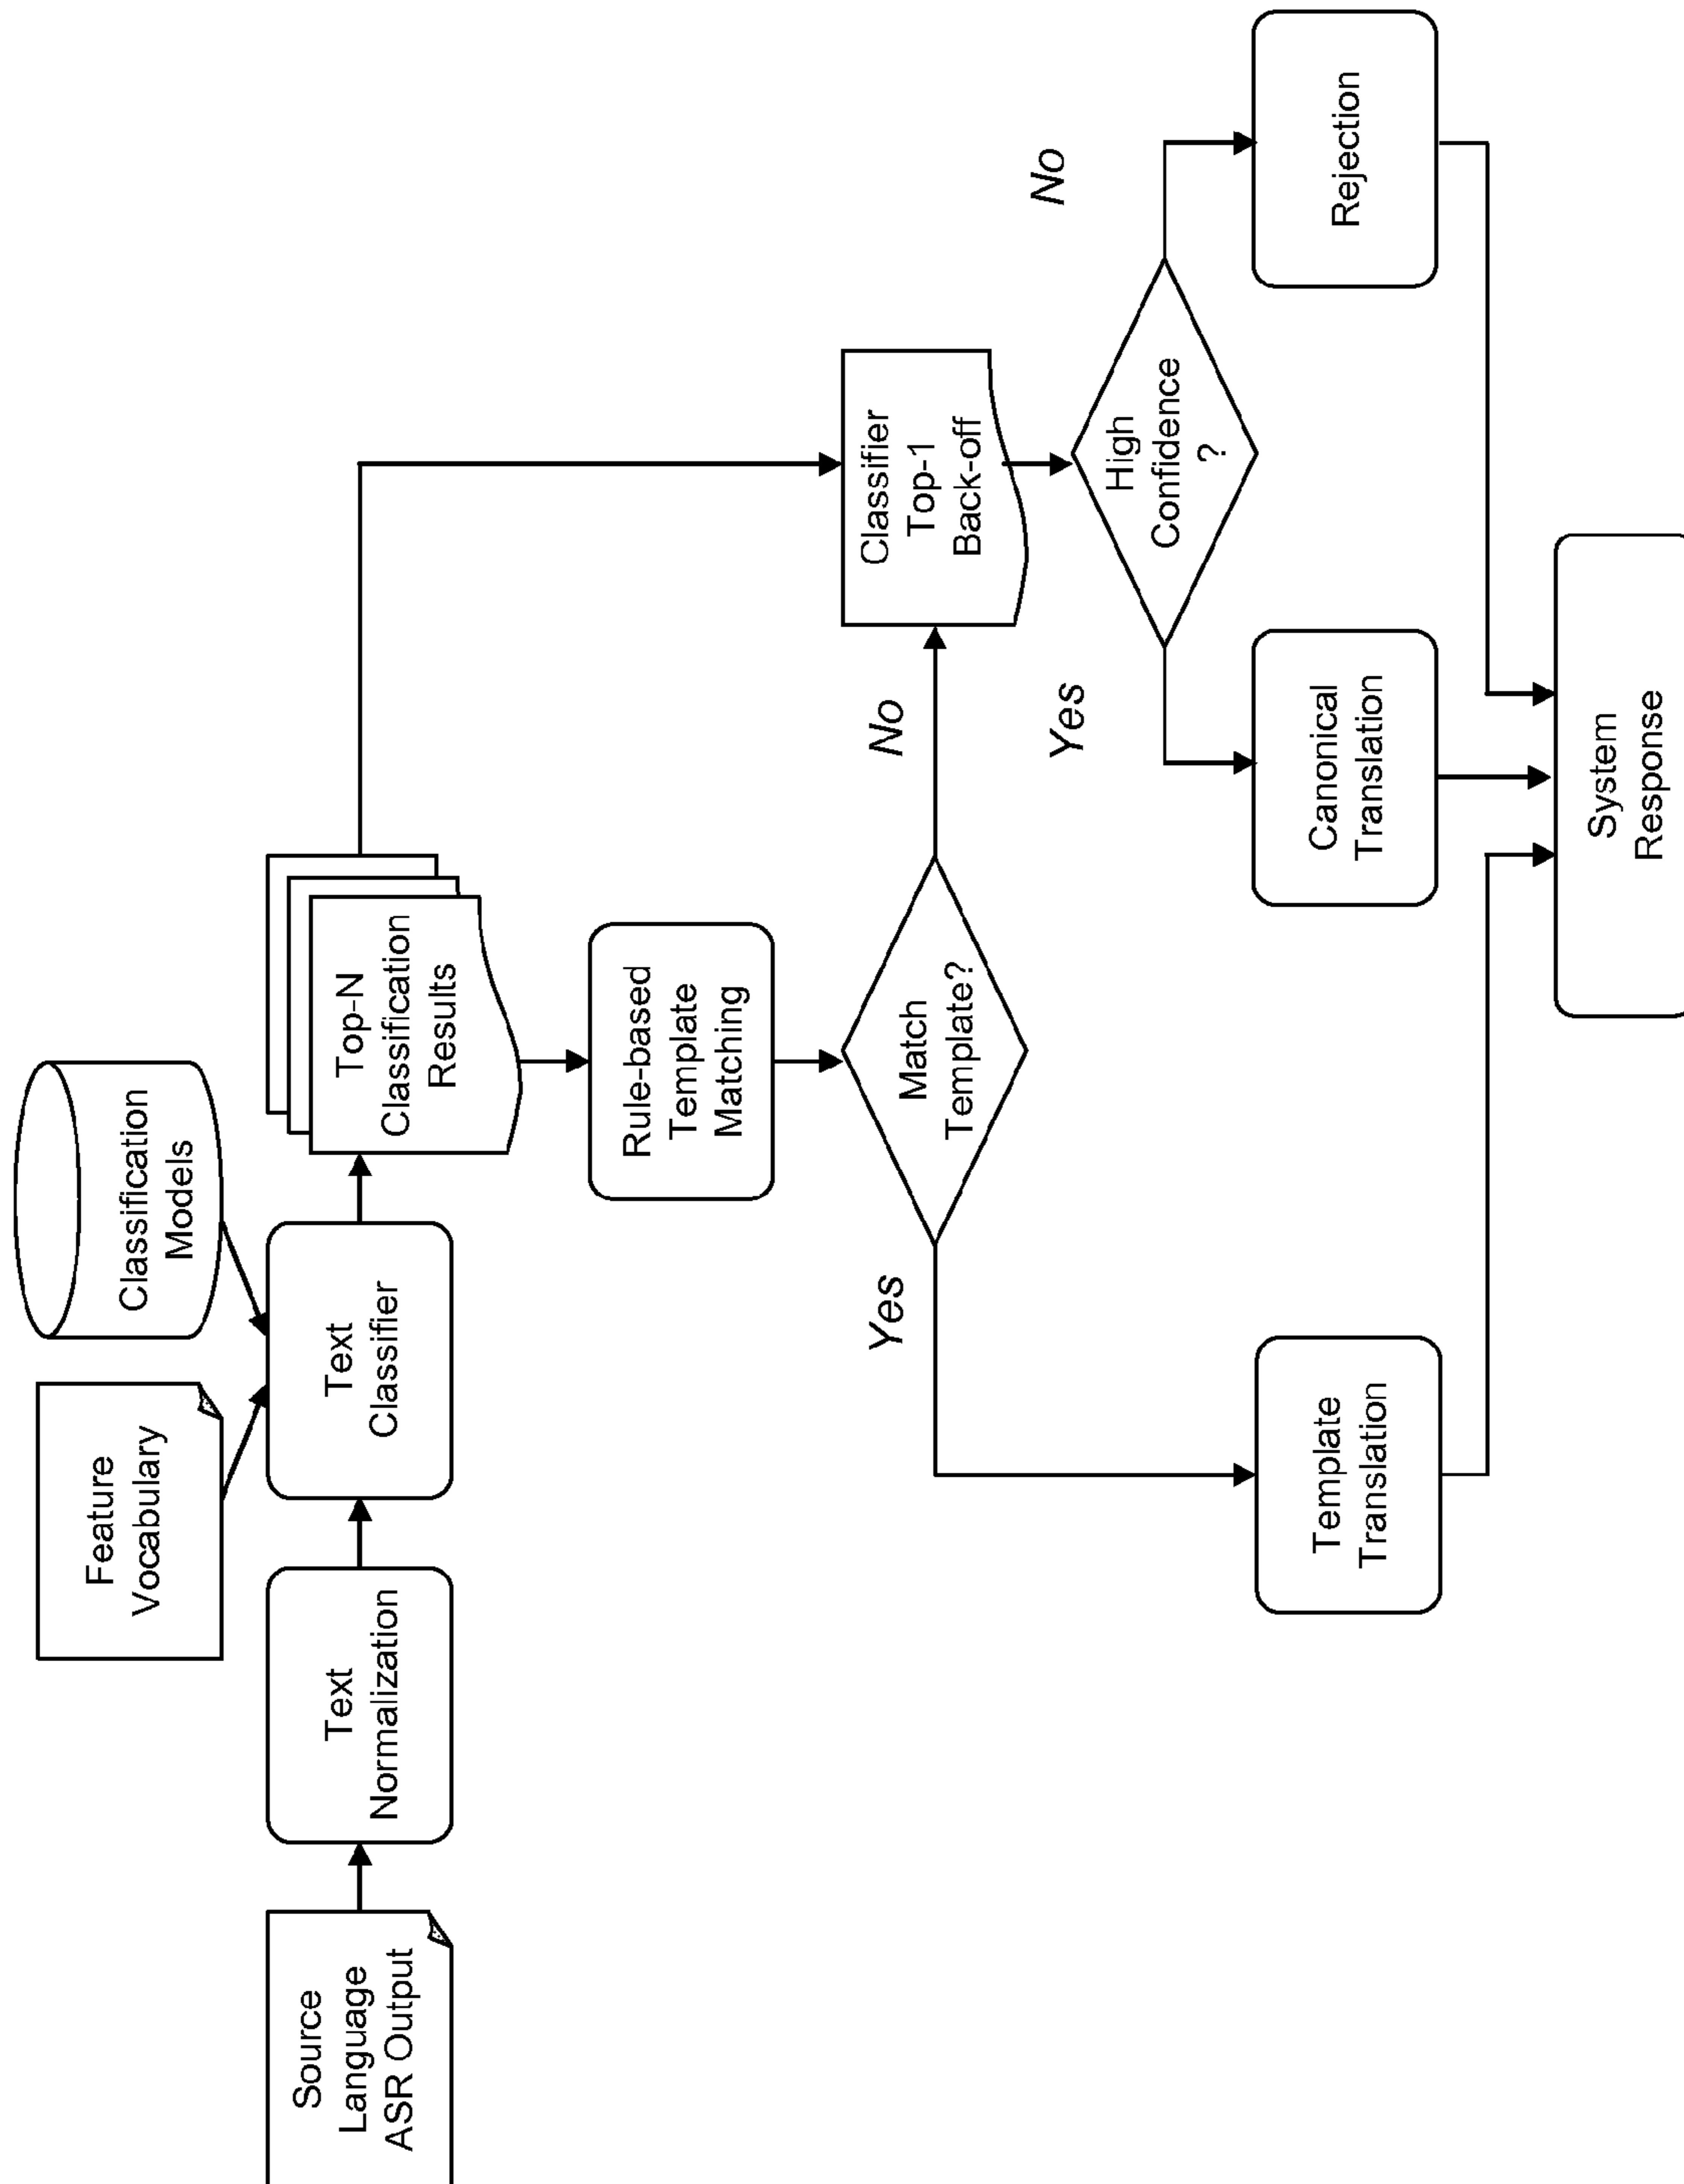 Feature
Vocabulary
Classification
Models
Source
Language
ASR Output
Text
Normalization
Text
Classifier
Top-N
Classification
Results
Rule-based
Template
Matching
Match
Template?
Yes
No
Classifier
Top-1
Back-off
High
Confidence
?
Yes
No
Template
Translation
Canonical
Translation
Rejection
System
Response